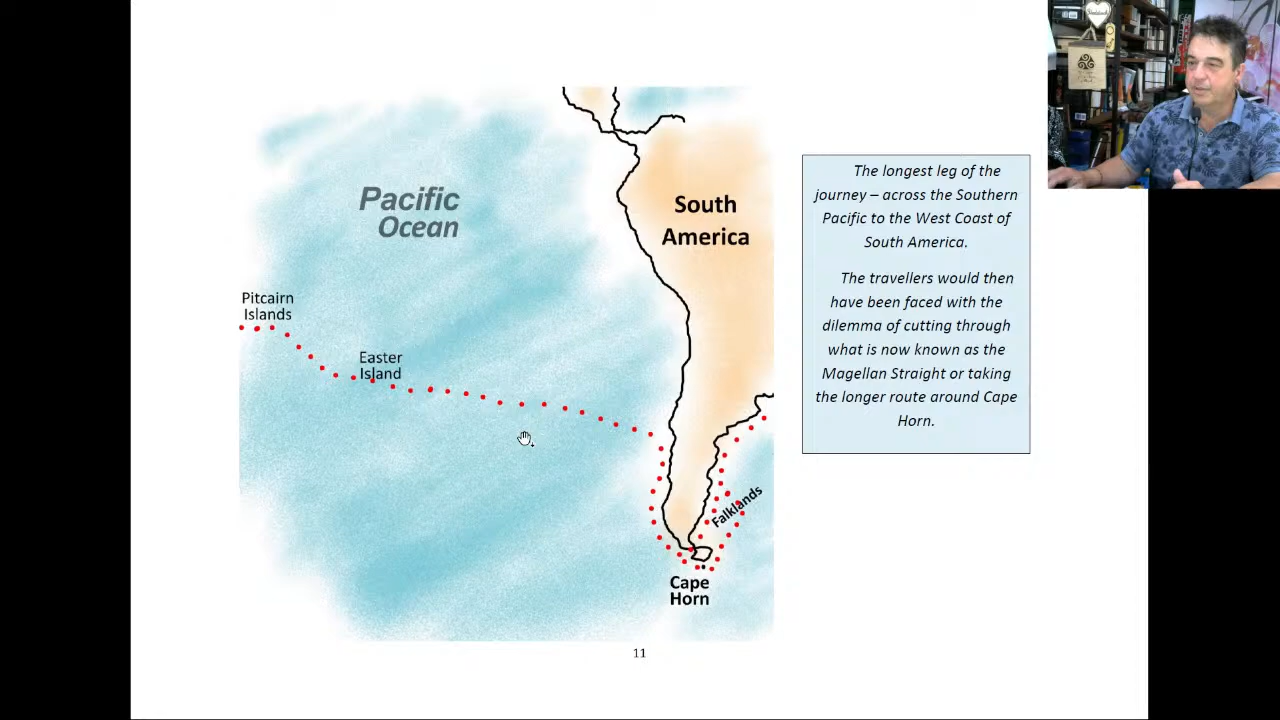 Pacific
Ocean
South
America
Pitcairn
Islands
Easter
Island
Falklands
Cape
Horn
The longest leg of the
journey – across the Southern
Pacific to the West Coast of
South America.
The travellers would then
have been faced with the
dilemma of cutting through
what is now known as the
Magellan Straight or taking
the longer route around Cape
Horn.
11